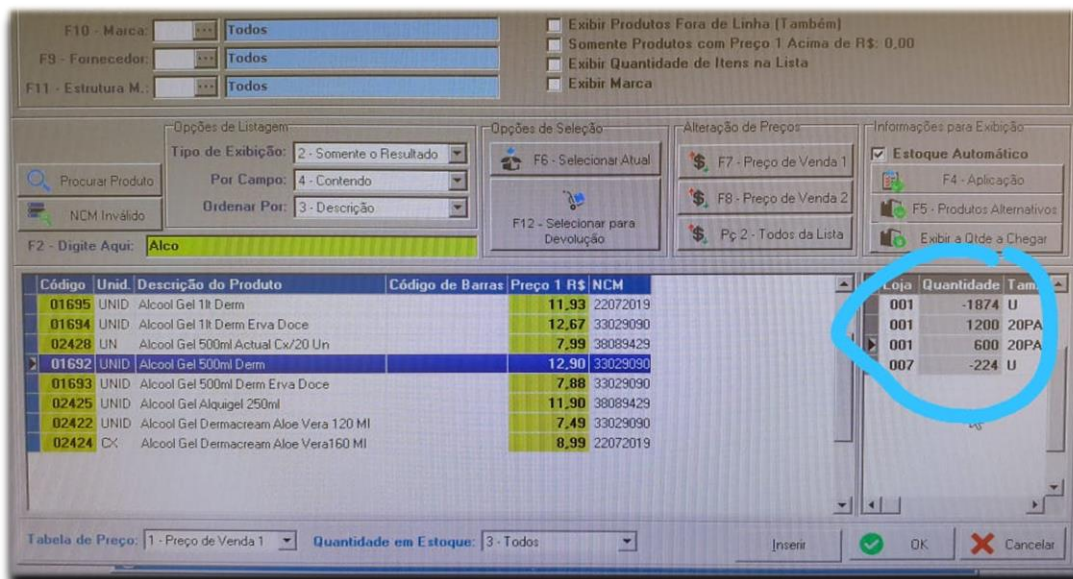 F10 - Marca: ... Todos
F9 - Fornecedor: ... Todos
F11 - Estrutura M.: ... Todos
Exibir Produtos Fora de Linha (Também)
Somente Produtos com Preço 1 Acima de R$: 0,00
Exibir Quantidade de Itens na Lista
Exibir Marca
Procurar Produto
NCM Inválido
Opções de Listagem
Tipo de Exibição: 2 - Somente o Resultado
Por Campo: 4 - Contendo
Ordenar Por: 3 - Descrição
Opções de Seleção
F6 - Selecionar Atual
F12 - Selecionar para
Devolução
Alteração de Preços
F7 - Preço de Venda 1
F8 - Preço de Venda 2
Pç 2 - Todos da Lista
Informações para Exibição
Estoque Automático
F4 - Aplicação
F5 - Produtos Alternativos
Exibir a Qtde a Chegar
F2 - Digite Aqui: Alco
Código Unid. Descrição do Produto Código de Barras Preço 1 R$ NCM
01695 UNID Alcool Gel 1lt Derm 11,93 22072019
01694 UNID Alcool Gel 1lt Derm Erva Doce 12,67 33029090
02428 UN Alcool Gel 500ml Actual Cx/20 Un 7,99 38089429
01692 UNID Alcool Gel 500ml Derm 12,90 33029090
01693 UNID Alcool Gel 500ml Derm Erva Doce 7,88 33029090
02425 UNID Alcool Gel Alquigel 250ml 11,90 38089429
02422 UNID Alcool Gel Dermacream Aloe Vera 120 Ml 7,49 33029090
02424 CX Alcool Gel Dermacream Aloe Vera160 Ml 8,99 22072019
Loja Quantidade Tam
001 -1874 U
001 1200 20PA
001 600 20PA
007 -224 U
Tabela de Preço: 1 - Preço de Venda 1
Quantidade em Estoque: 3 - Todos
Inserir
OK
Cancelar